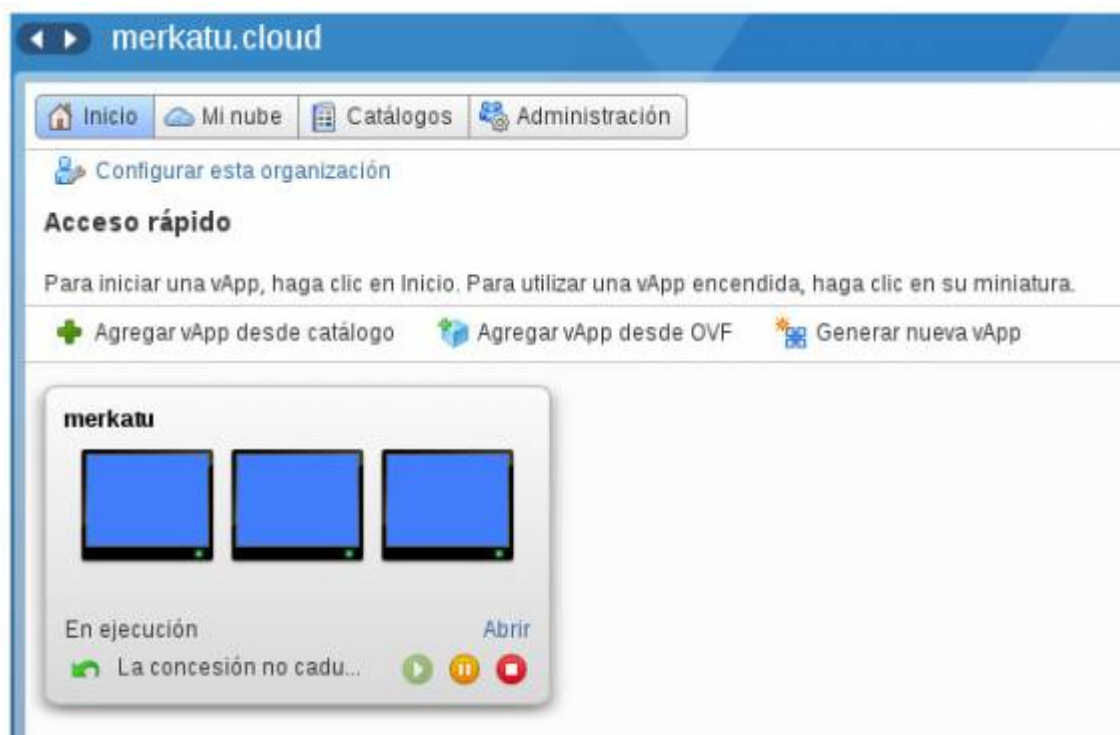 merkatu.cloud
Inicio Mi nube Catálogos Administración
Configurar esta organización
Acceso rápido
Para iniciar una vApp, haga clic en Inicio. Para utilizar una vApp encendida, haga clic en su miniatura.
Agregar vApp desde catálogo Agregar vApp desde OVF Generar nueva vApp
merkatu
En ejecución Abrir
La concesión no cadu...